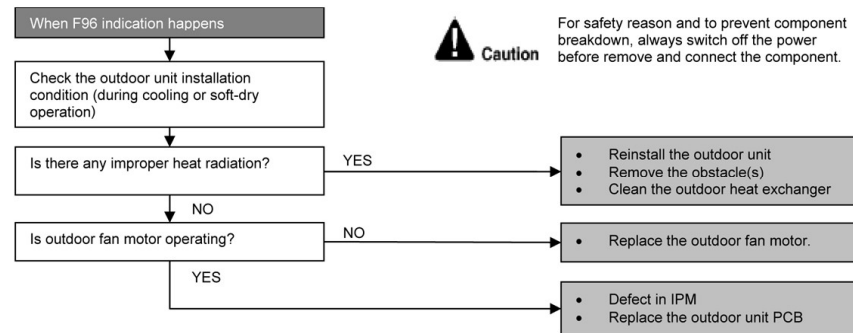 When F96 indication happens
Caution
For safety reason and to prevent component
breakdown, always switch off the power
before remove and connect the component.
Check the outdoor unit installation
condition (during cooling or soft-dry
operation)
Is there any improper heat radiation?
YES
• Reinstall the outdoor unit
• Remove the obstacle(s)
• Clean the outdoor heat exchanger
NO
Is outdoor fan motor operating?
NO
• Replace the outdoor fan motor.
YES
• Defect in IPM
• Replace the outdoor unit PCB